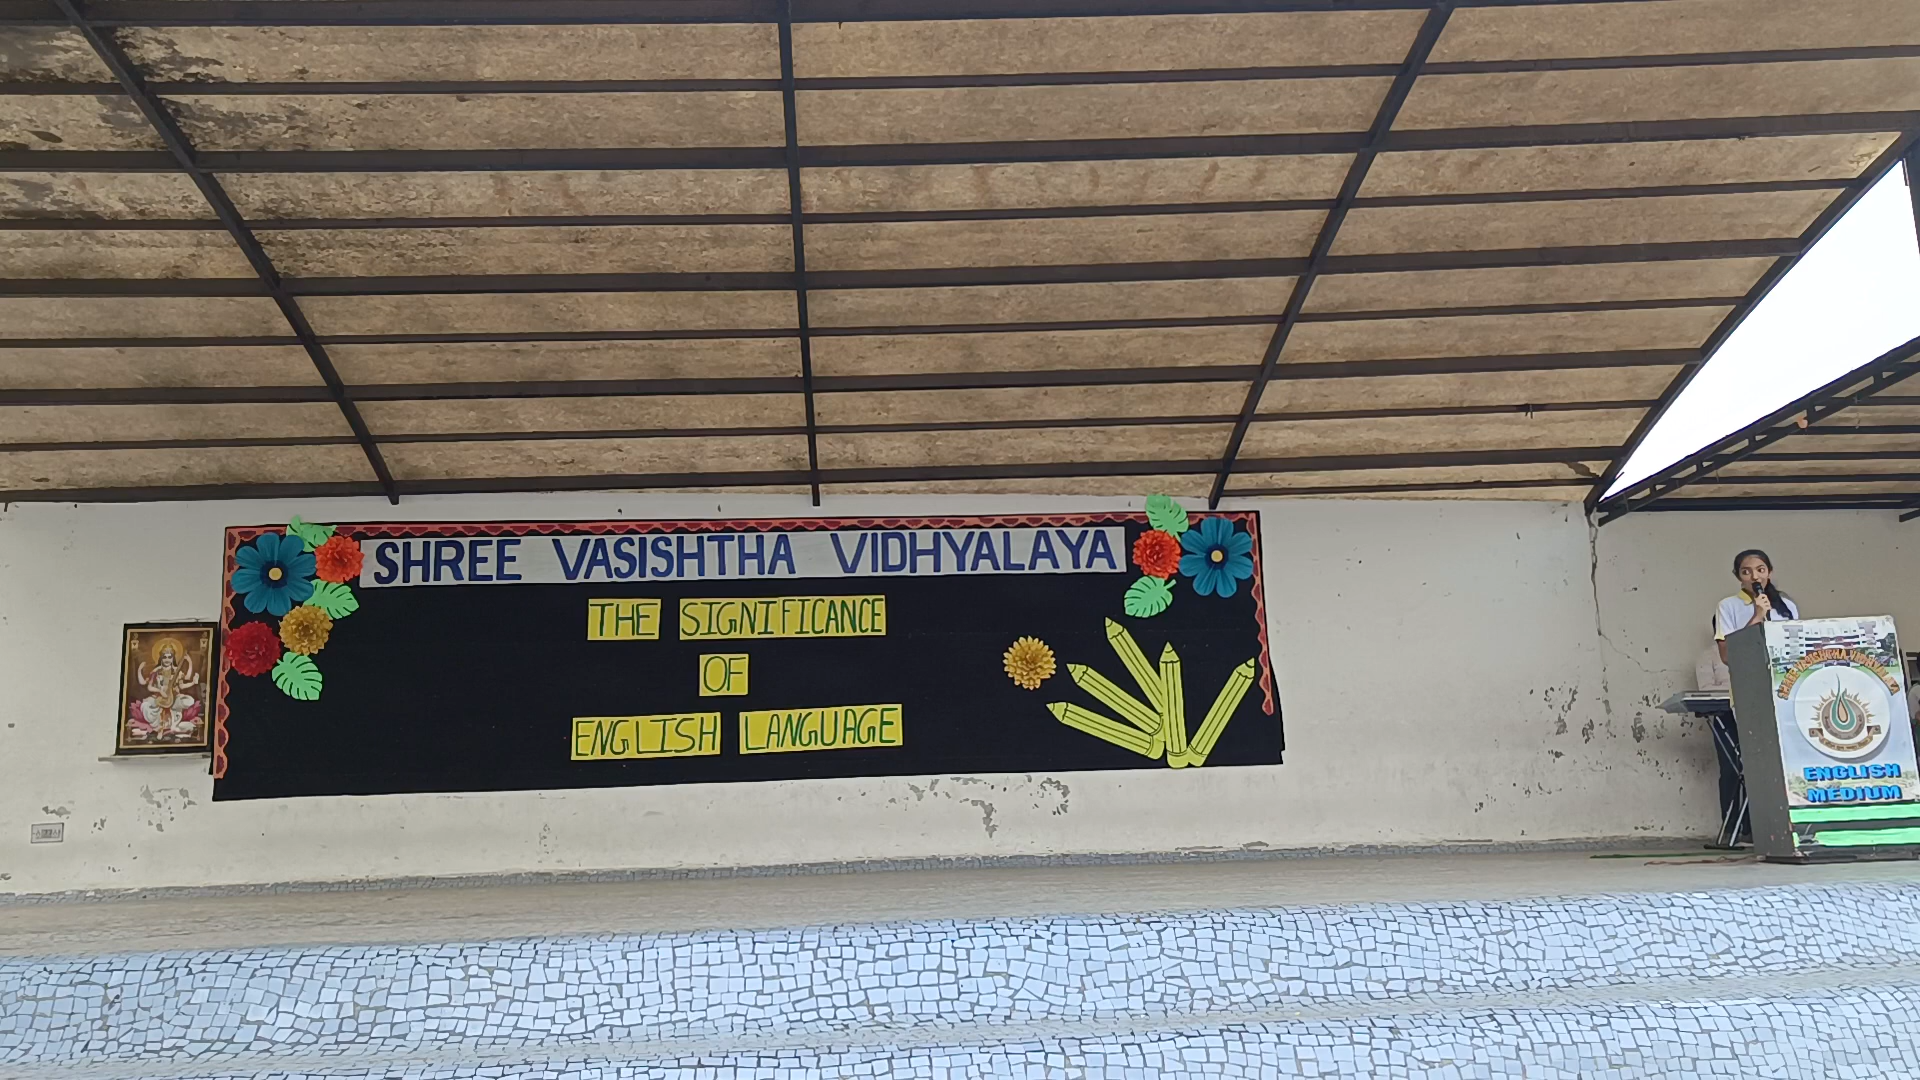 SHREE VASISHTHA VIDHYALAYA
THE SIGNIFICANCE
OF
ENGLISH LANGUAGE
ENGLISH
MEDIUM